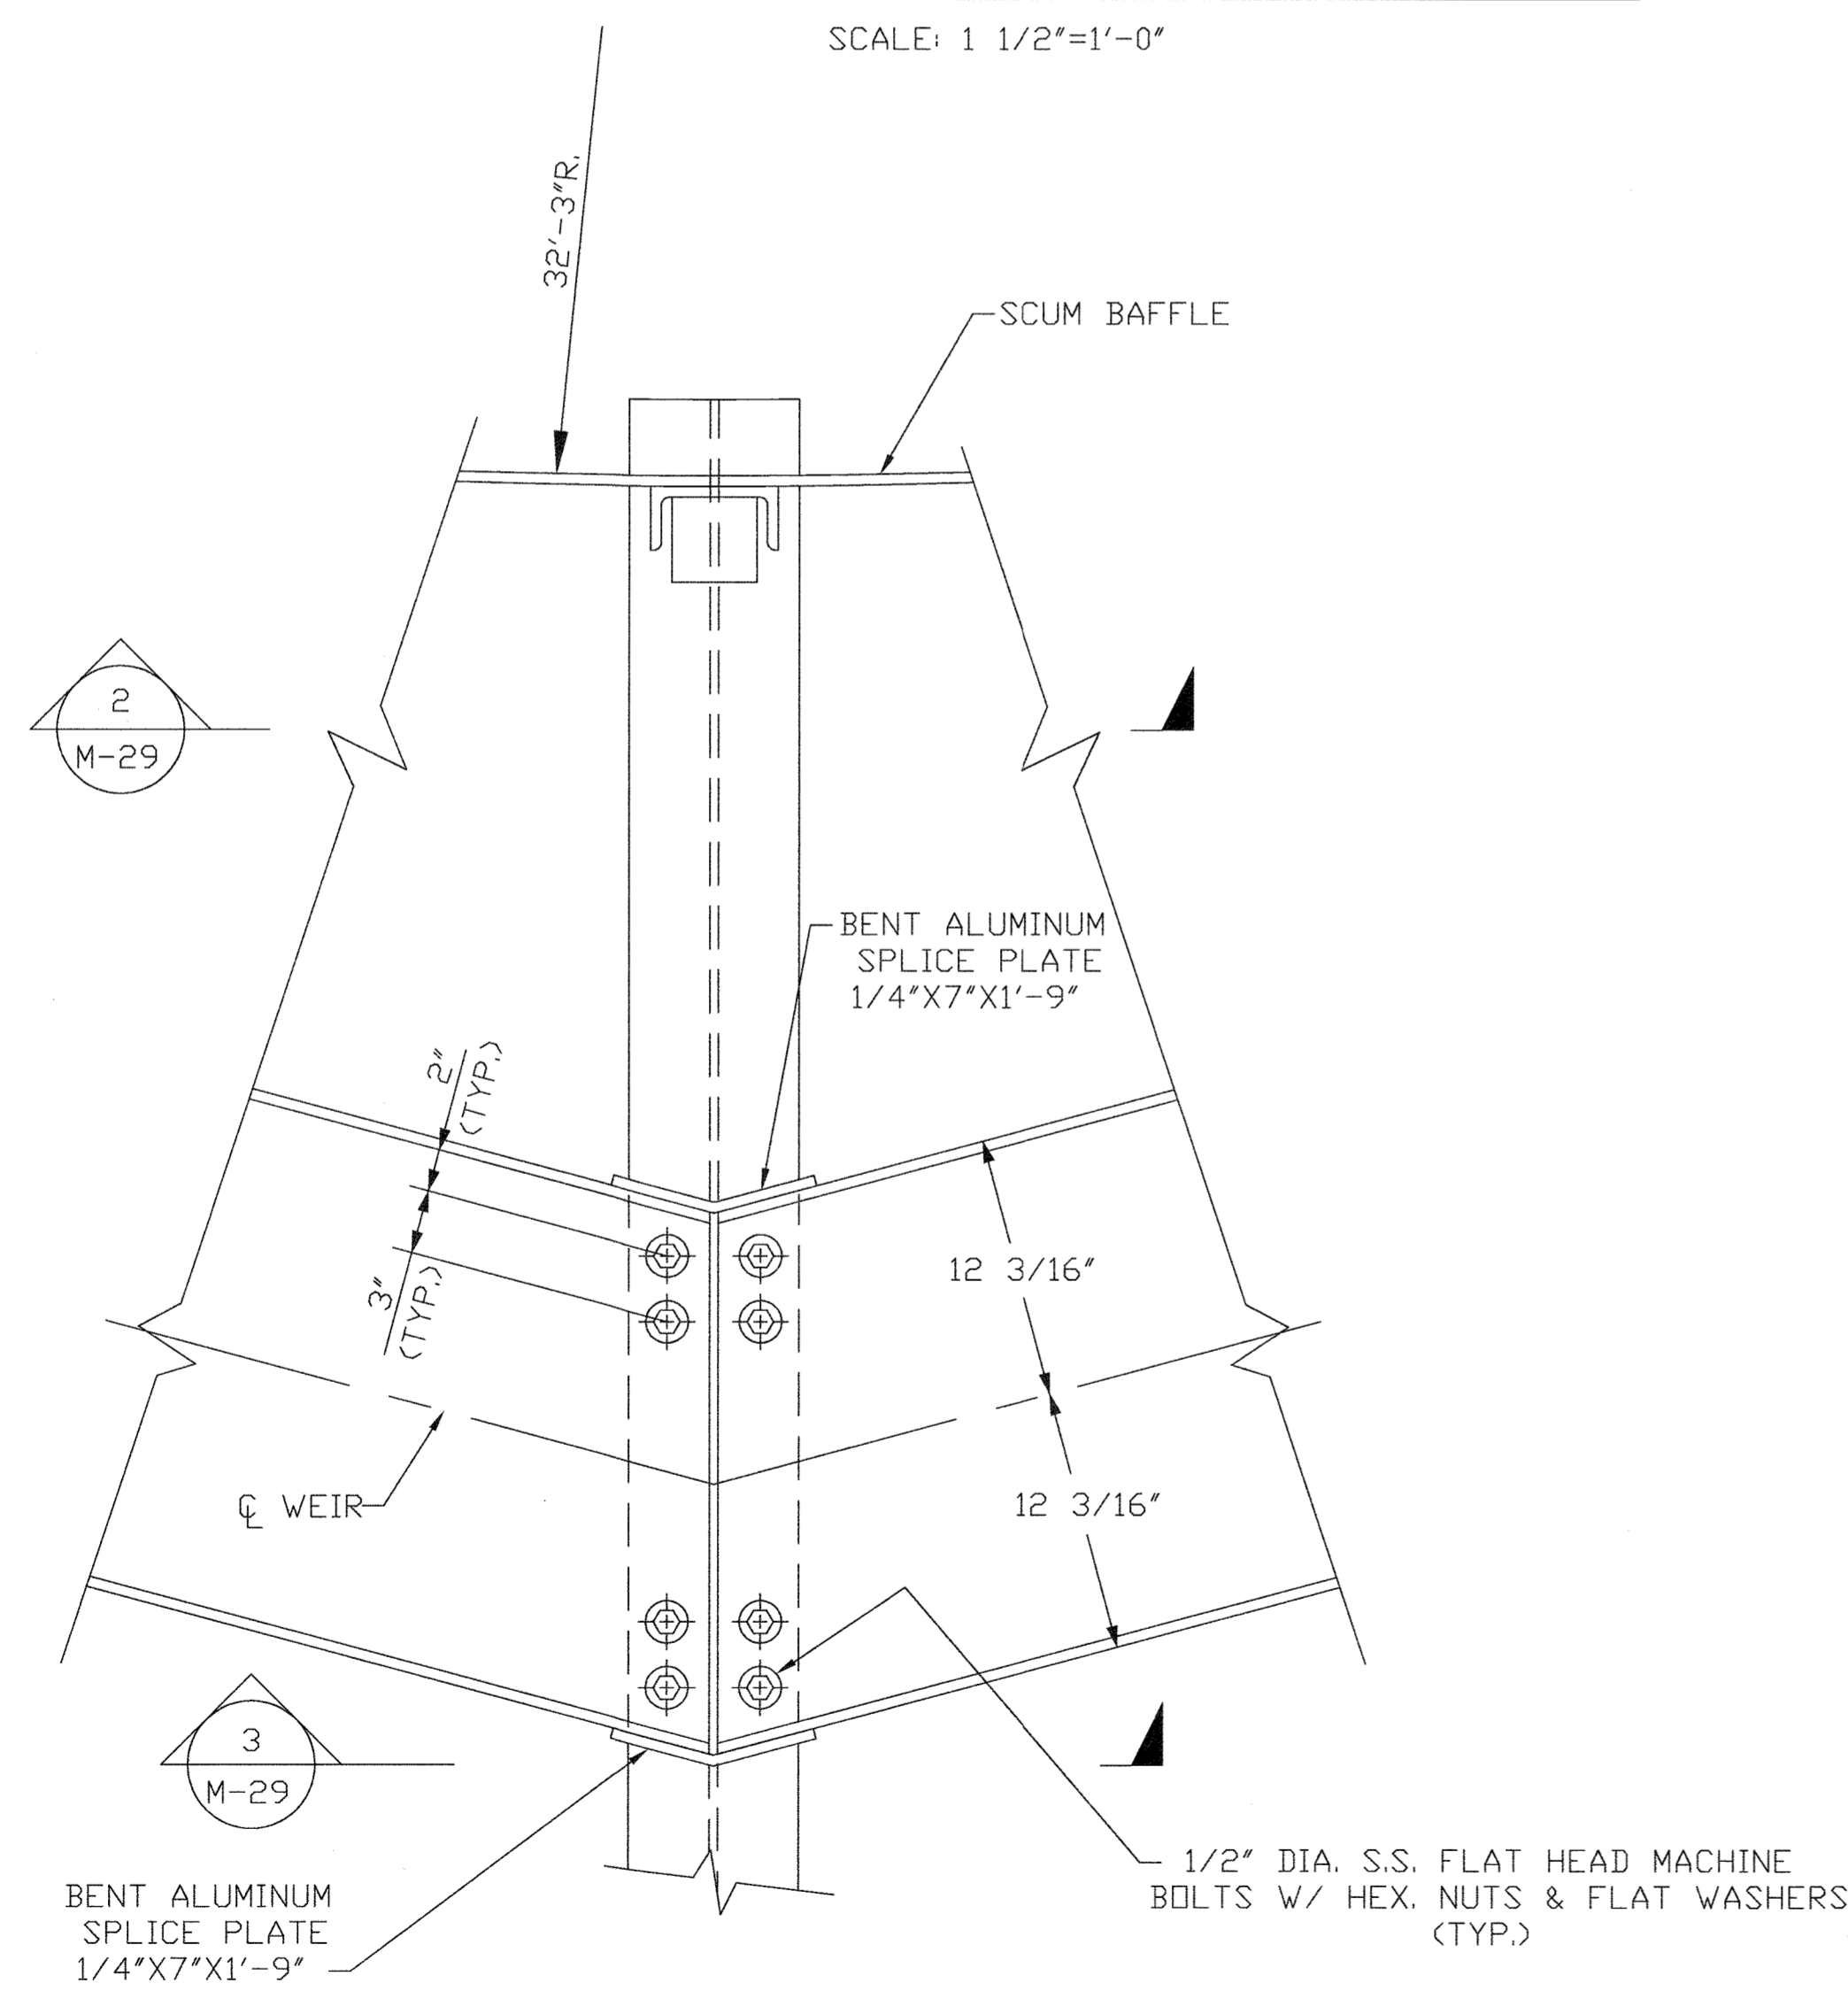 SCALE: 1 1/2"=1'-0"
32'-3"R.
SCUM BAFFLE
2
M-29
BENT ALUMINUM
SPLICE PLATE
1/4"X7"X1'-9"
2"
(TYP.)
3"
(TYP.)
12 3/16"
℄ WEIR
12 3/16"
3
M-29
BENT ALUMINUM
SPLICE PLATE
1/4"X7"X1'-9"
1/2" DIA. S.S. FLAT HEAD MACHINE
BOLTS W/ HEX. NUTS & FLAT WASHERS
(TYP.)